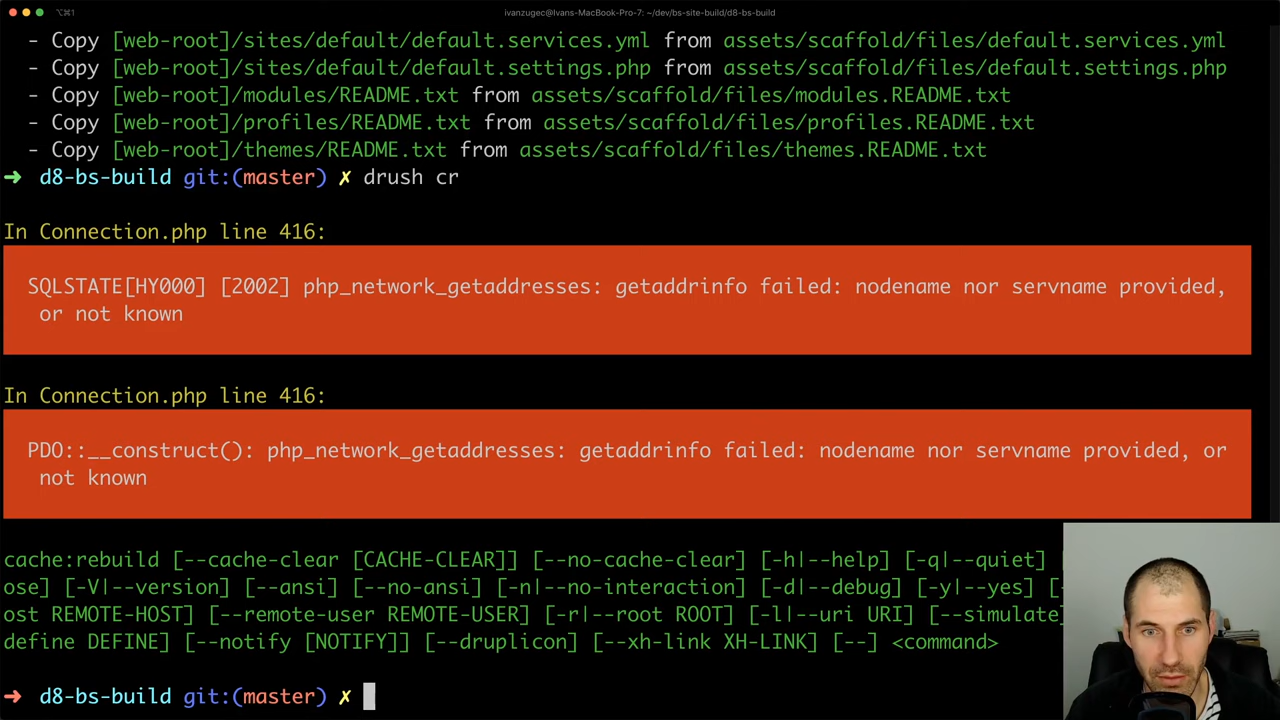 ⌥⌘1
ivanzugec@Ivans-MacBook-Pro-7: ~/dev/bs-site-build/d8-bs-build
- Copy [web-root]/sites/default/default.services.yml from assets/scaffold/files/default.services.yml
- Copy [web-root]/sites/default/default.settings.php from assets/scaffold/files/default.settings.php
- Copy [web-root]/modules/README.txt from assets/scaffold/files/modules.README.txt
- Copy [web-root]/profiles/README.txt from assets/scaffold/files/profiles.README.txt
- Copy [web-root]/themes/README.txt from assets/scaffold/files/themes.README.txt
➜ d8-bs-build git:(master) ✗ drush cr
In Connection.php line 416:
SQLSTATE[HY000] [2002] php_network_getaddresses: getaddrinfo failed: nodename nor servname provided,
or not known
In Connection.php line 416:
PDO::__construct(): php_network_getaddresses: getaddrinfo failed: nodename nor servname provided, or
not known
cache:rebuild [--cache-clear [CACHE-CLEAR]] [--no-cache-clear] [-h|--help] [-q|--quiet] [
ose] [-V|--version] [--ansi] [--no-ansi] [-n|--no-interaction] [-d|--debug] [-y|--yes] [-
ost REMOTE-HOST] [--remote-user REMOTE-USER] [-r|--root ROOT] [-l|--uri URI] [--simulate]
define DEFINE] [--notify [NOTIFY]] [--druplicon] [--xh-link XH-LINK] [--] <command>
➜ d8-bs-build git:(master) ✗